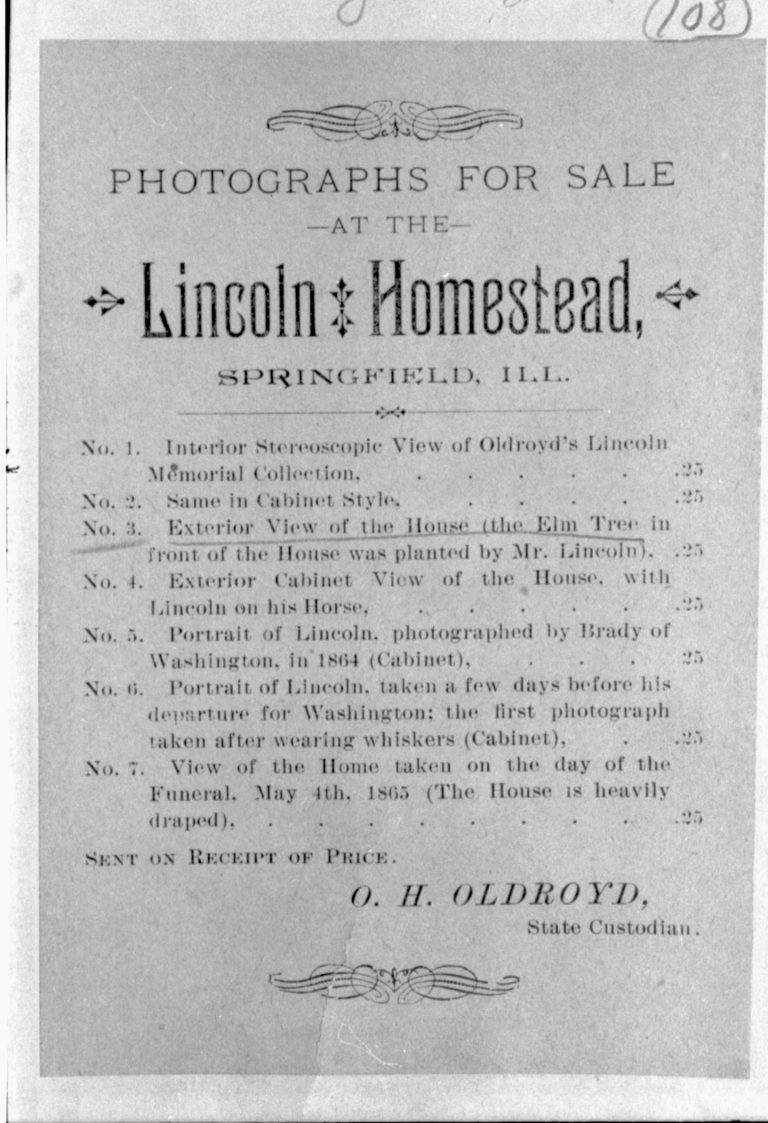 (108)
PHOTOGRAPHS FOR SALE
—AT THE—
Lincoln Homestead,
SPRINGFIELD, ILL.
No. 1. Interior Stereoscopic View of Oldroyd's Lincoln
Memorial Collection, . . . . . .25
No. 2. Same in Cabinet Style, . . . . .25
No. 3. Exterior View of the House (the Elm Tree in
front of the House was planted by Mr. Lincoln), .25
No. 4. Exterior Cabinet View of the House, with
Lincoln on his Horse, . . . . . .25
No. 5. Portrait of Lincoln, photographed by Brady of
Washington, in 1864 (Cabinet), . . . 25
No. 6. Portrait of Lincoln, taken a few days before his
departure for Washington; the first photograph
taken after wearing whiskers (Cabinet), . .25
No. 7. View of the Home taken on the day of the
Funeral, May 4th, 1865 (The House is heavily
draped), . . . . . . . . .25
SENT ON RECEIPT OF PRICE.
O. H. OLDROYD,
State Custodian.